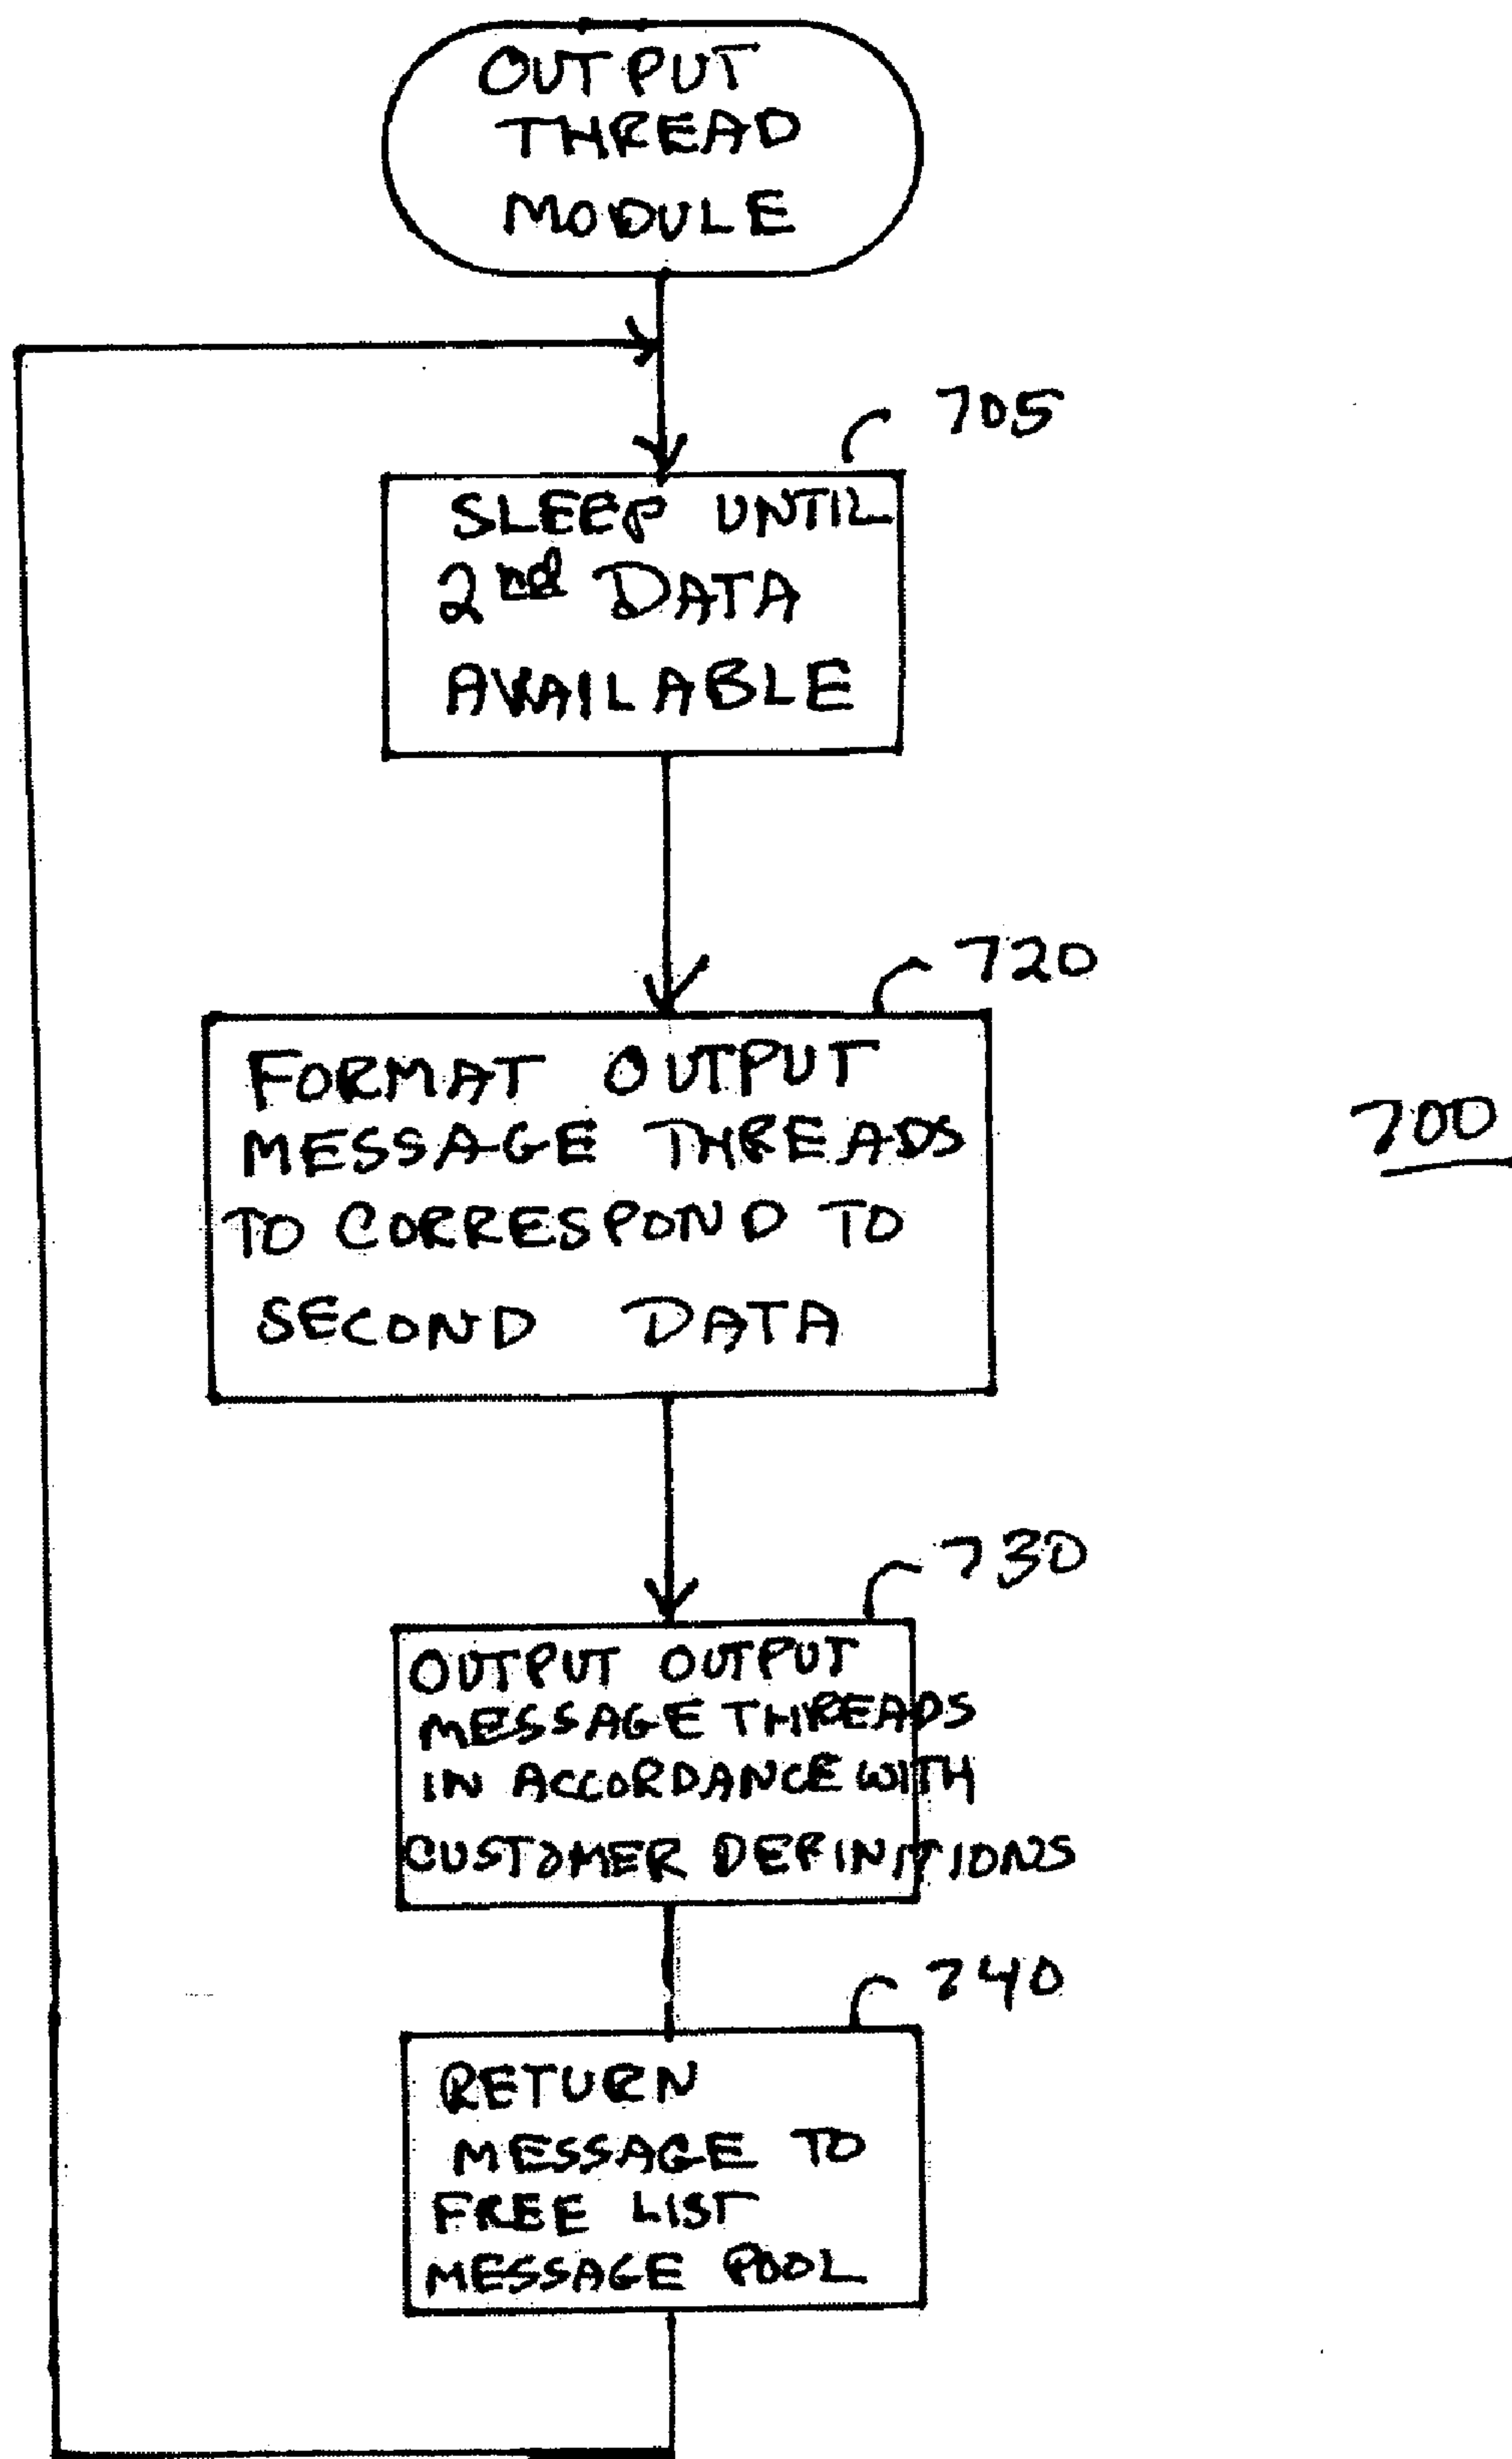 OUTPUT
THREAD
MODULE
705
SLEEP UNTIL
2nd DATA
AVAILABLE
720
FORMAT OUTPUT
MESSAGE THREADS
TO CORRESPOND TO
SECOND DATA
700
730
OUTPUT OUTPUT
MESSAGE THREADS
IN ACCORDANCE WITH
CUSTOMER DEFINITIONS
740
RETURN
MESSAGE TO
FREE LIST
MESSAGE POOL